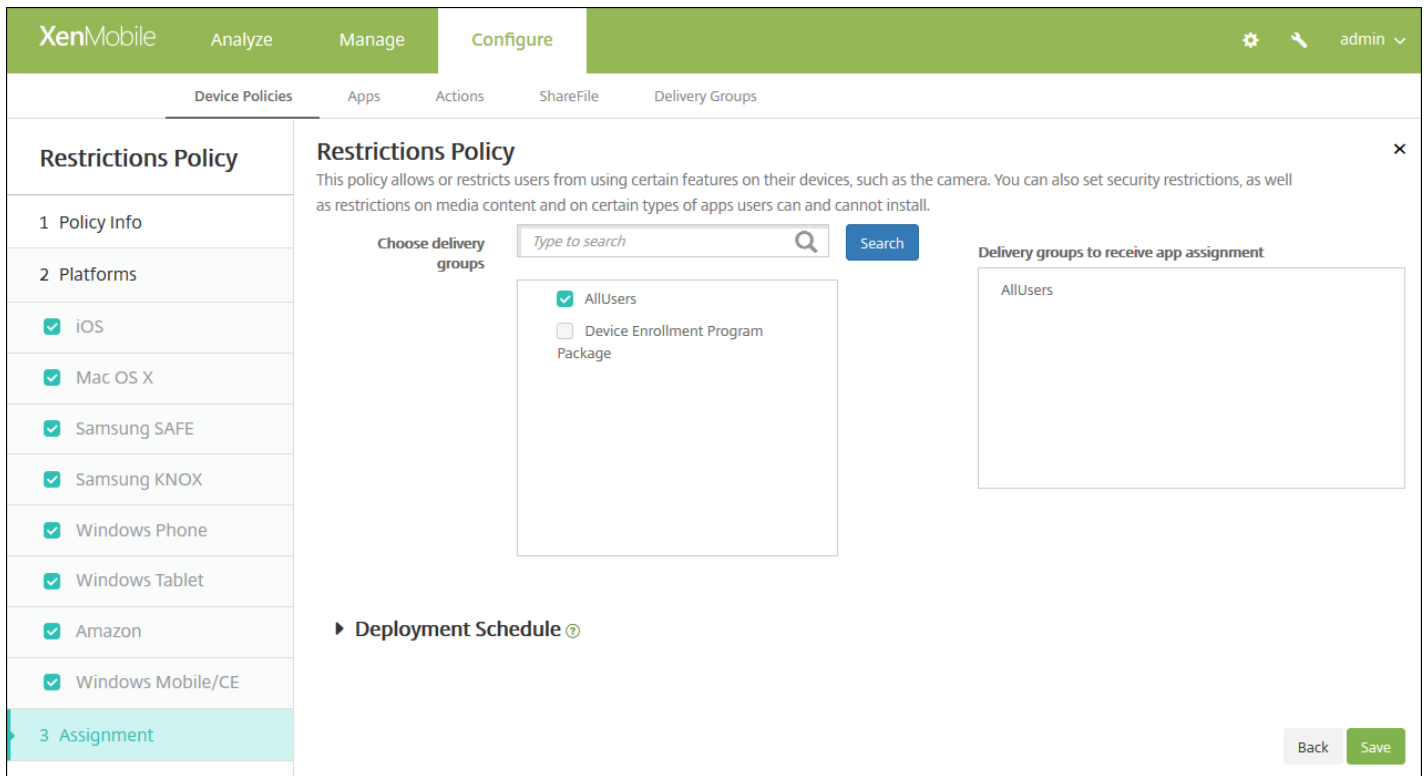 XenMobile Analyze Manage Configure admin
Device Policies Apps Actions ShareFile Delivery Groups
Restrictions Policy
1 Policy Info
2 Platforms
iOS
Mac OS X
Samsung SAFE
Samsung KNOX
Windows Phone
Windows Tablet
Amazon
Windows Mobile/CE
3 Assignment
Restrictions Policy
This policy allows or restricts users from using certain features on their devices, such as the camera. You can also set security restrictions, as well
as restrictions on media content and on certain types of apps users can and cannot install.
Choose delivery
groups
Type to search
Search
AllUsers
Device Enrollment Program
Package
Delivery groups to receive app assignment
AllUsers
Deployment Schedule ?
Back Save